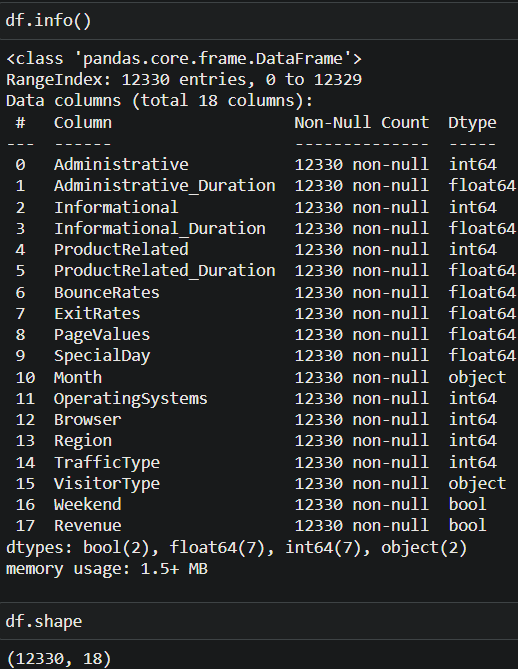 df.info()
<class 'pandas.core.frame.DataFrame'>
RangeIndex: 12330 entries, 0 to 12329
Data columns (total 18 columns):
 #   Column                   Non-Null Count  Dtype
---  ------                   --------------  -----
 0   Administrative           12330 non-null  int64
 1   Administrative_Duration  12330 non-null  float64
 2   Informational            12330 non-null  int64
 3   Informational_Duration   12330 non-null  float64
 4   ProductRelated           12330 non-null  int64
 5   ProductRelated_Duration  12330 non-null  float64
 6   BounceRates              12330 non-null  float64
 7   ExitRates                12330 non-null  float64
 8   PageValues               12330 non-null  float64
 9   SpecialDay               12330 non-null  float64
 10  Month                    12330 non-null  object
 11  OperatingSystems         12330 non-null  int64
 12  Browser                  12330 non-null  int64
 13  Region                   12330 non-null  int64
 14  TrafficType              12330 non-null  int64
 15  VisitorType              12330 non-null  object
 16  Weekend                  12330 non-null  bool
 17  Revenue                  12330 non-null  bool
dtypes: bool(2), float64(7), int64(7), object(2)
memory usage: 1.5+ MB
df.shape
(12330, 18)